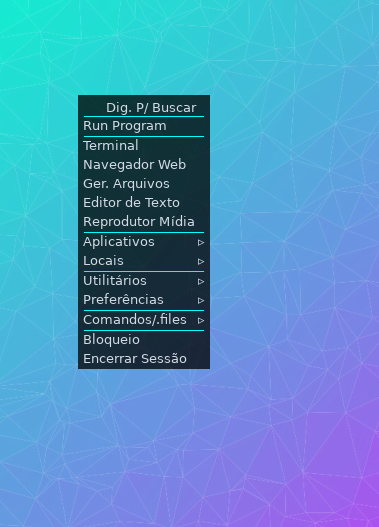 Dig. P/ Buscar
Run Program
Terminal
Navegador Web
Ger. Arquivos
Editor de Texto
Reprodutor Mídia
Aplicativos
Locais
Utilitários
Preferências
Comandos/.files
Bloqueio
Encerrar Sessão